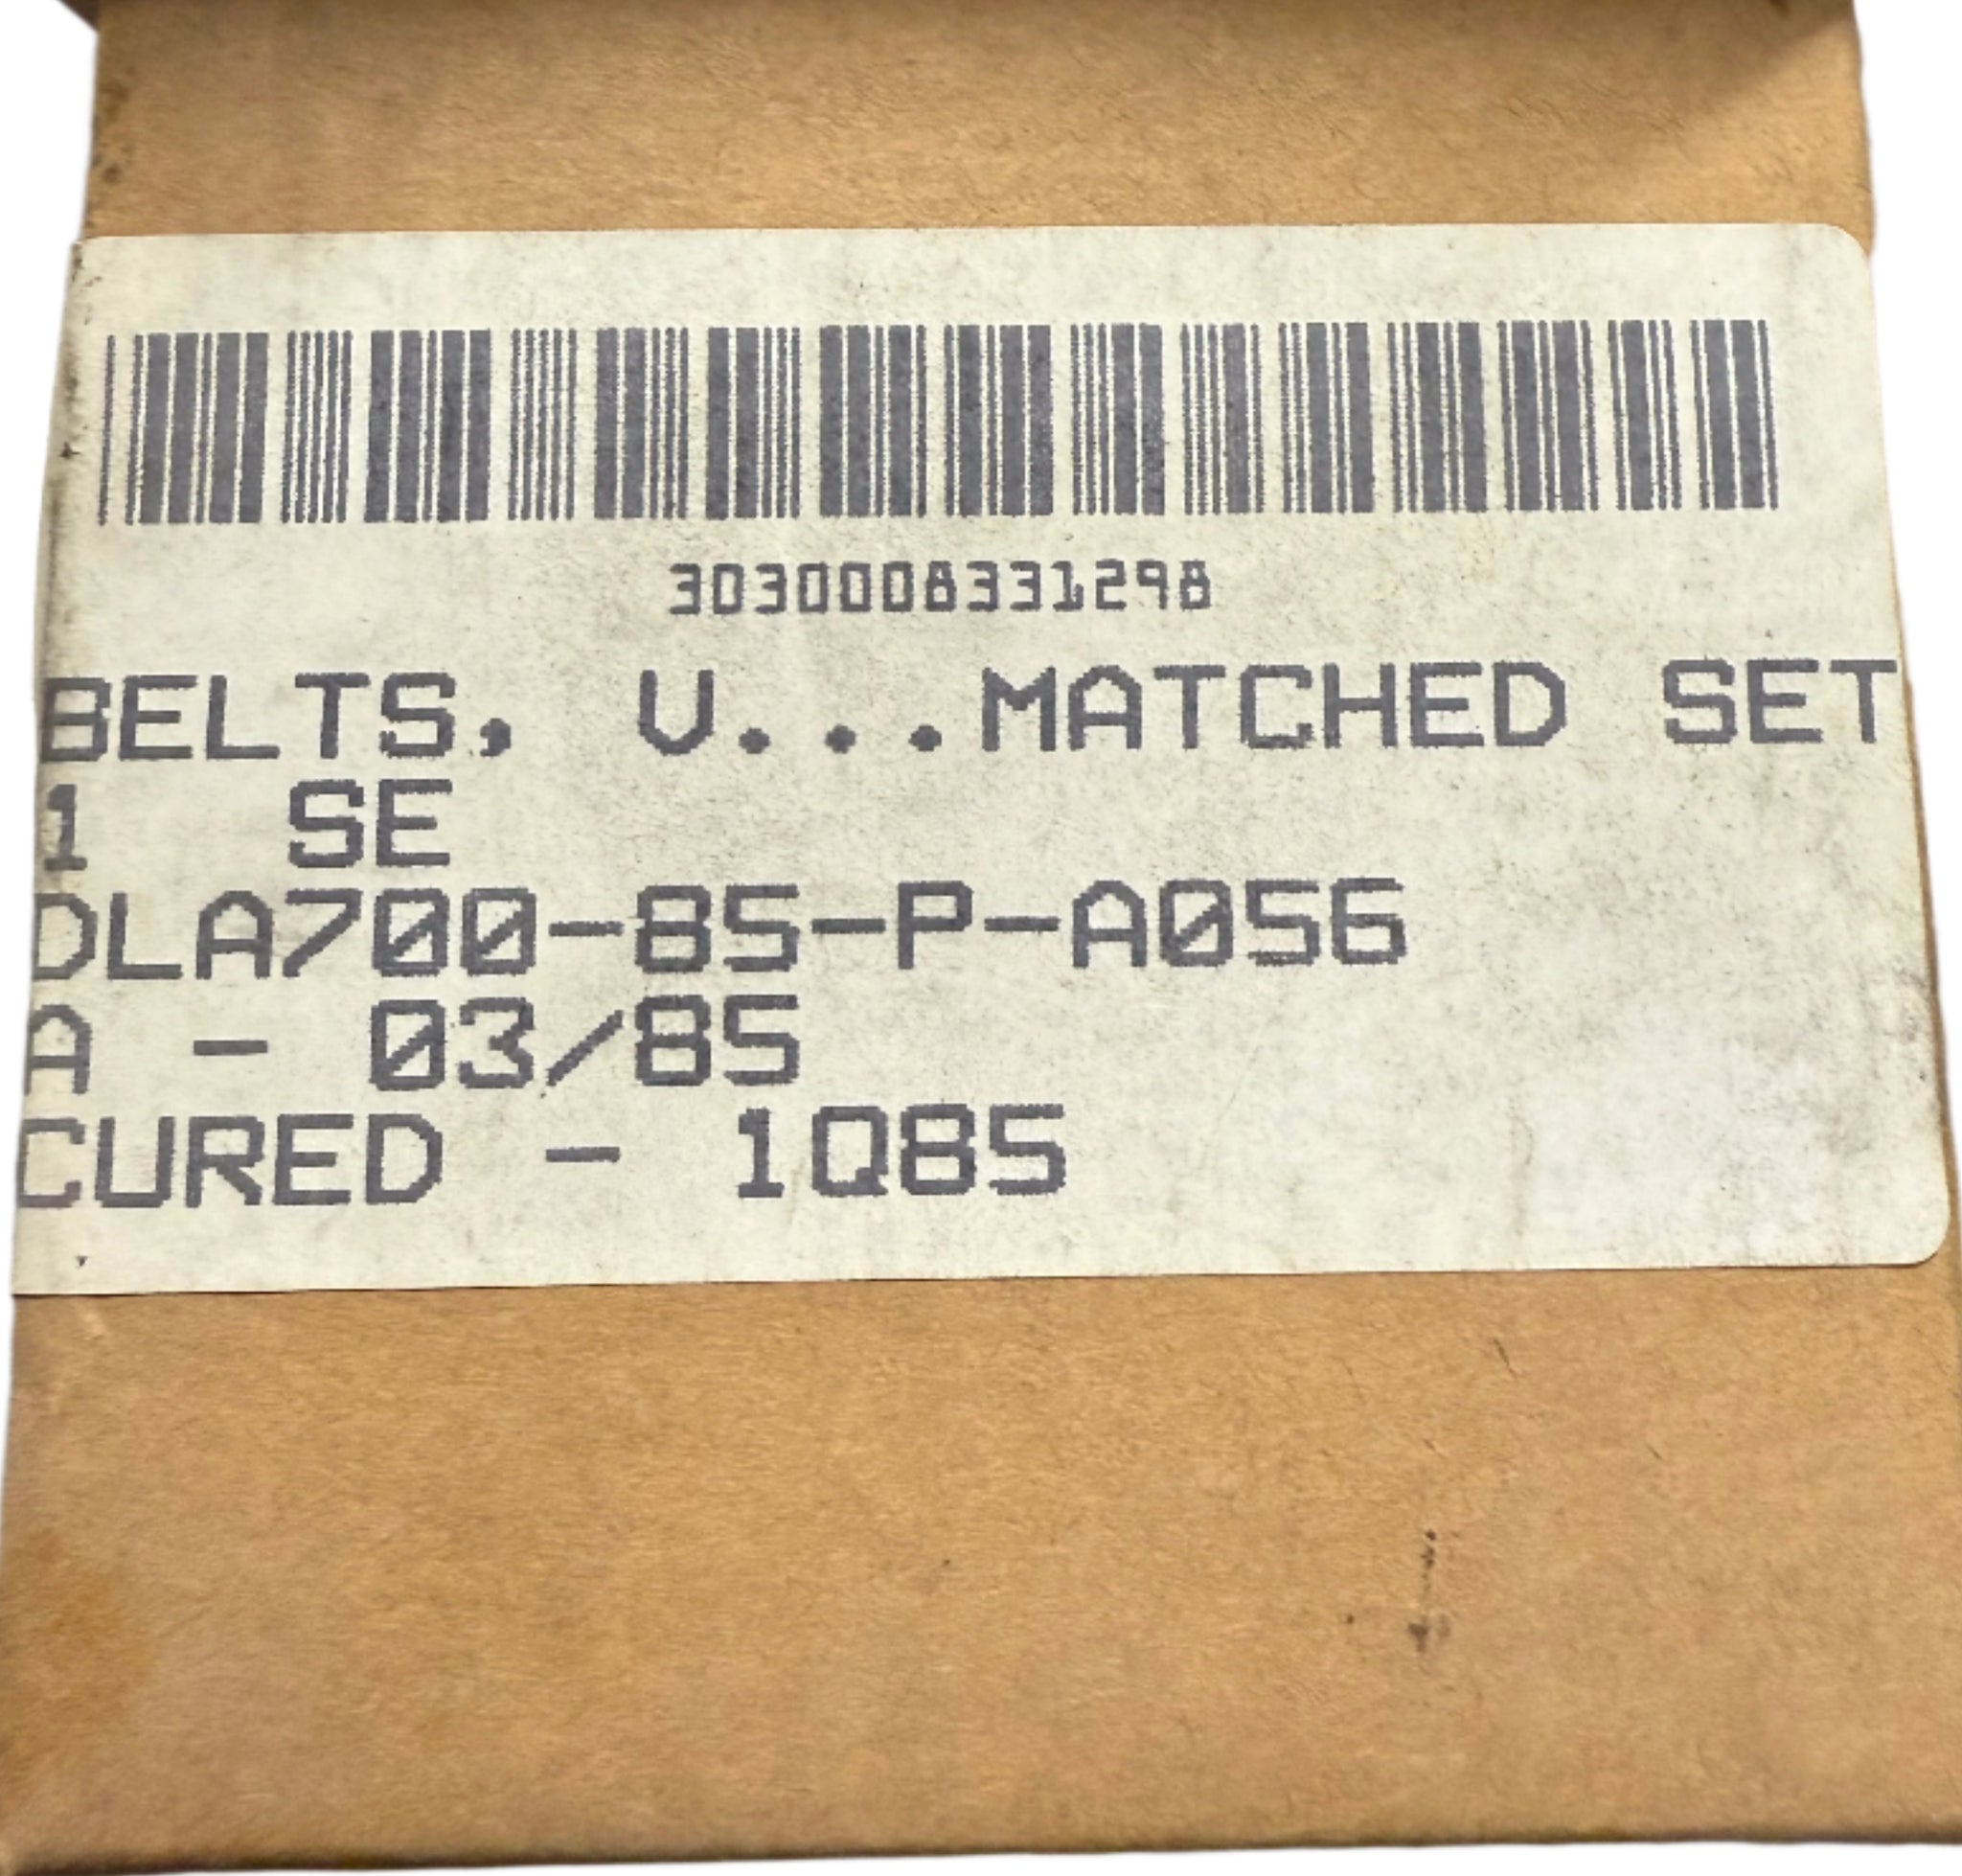 3030008331298
BELTS, V...MATCHED SET
1 SE
DLA700-85-P-A056
A - 03/85
CURED - 1Q85